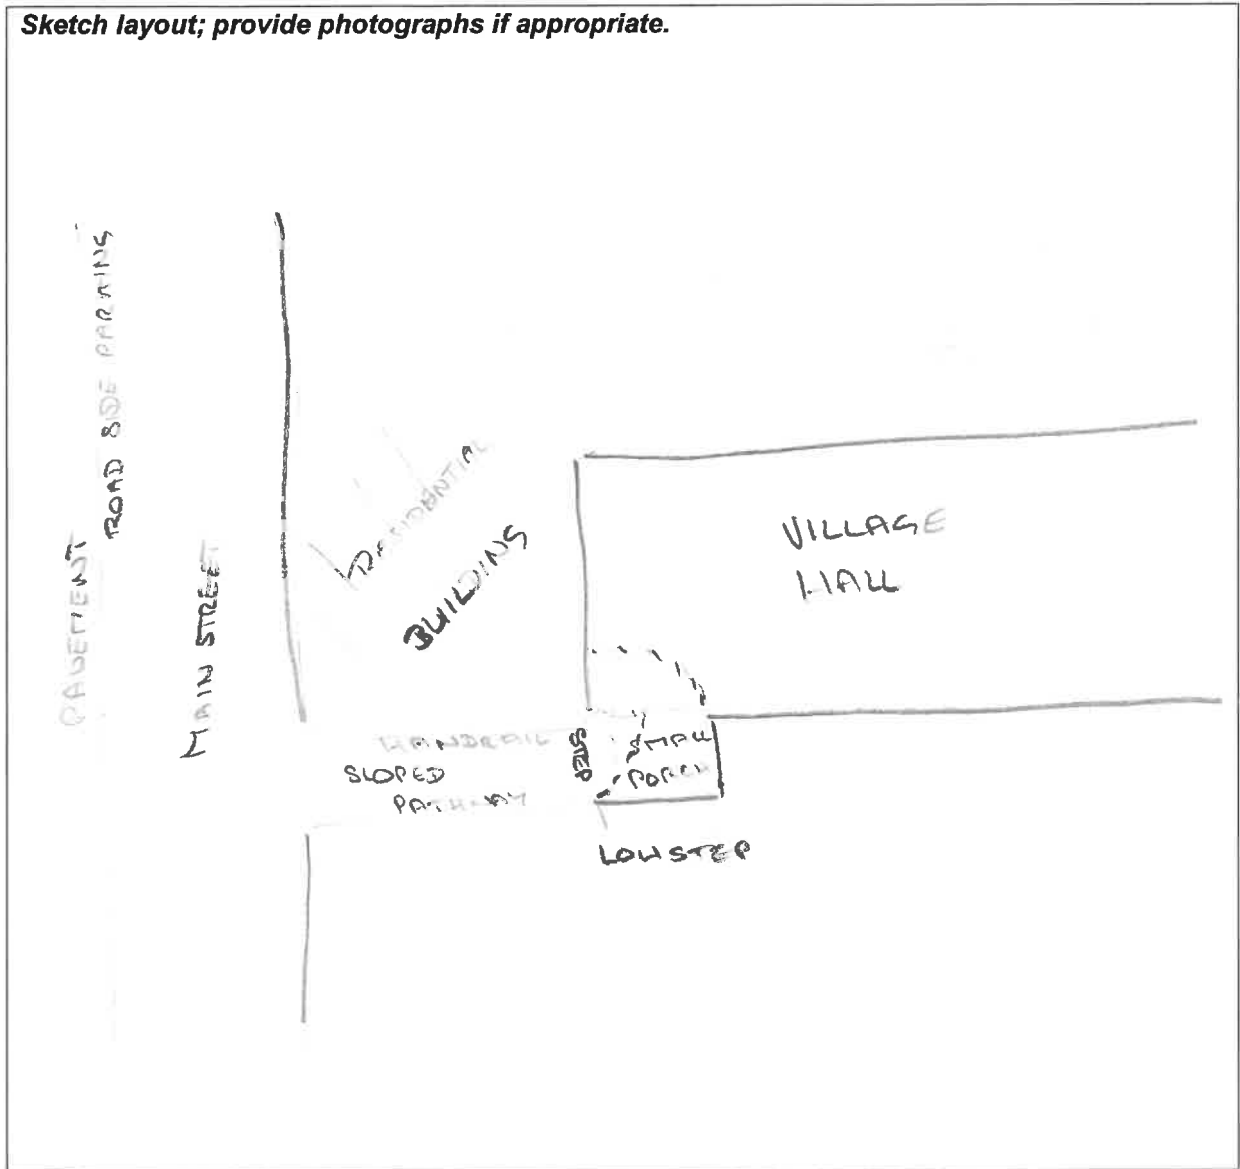 Sketch layout; provide photographs if appropriate.
PAVEMENT
ROAD SIDE PARKING
MAIN STREET
RESIDENTIAL
BUILDING
VILLAGE
HALL
HANDRAIL
SLOPED
PATHWAY
STEP
SMALL
PORCH
LOW STEP